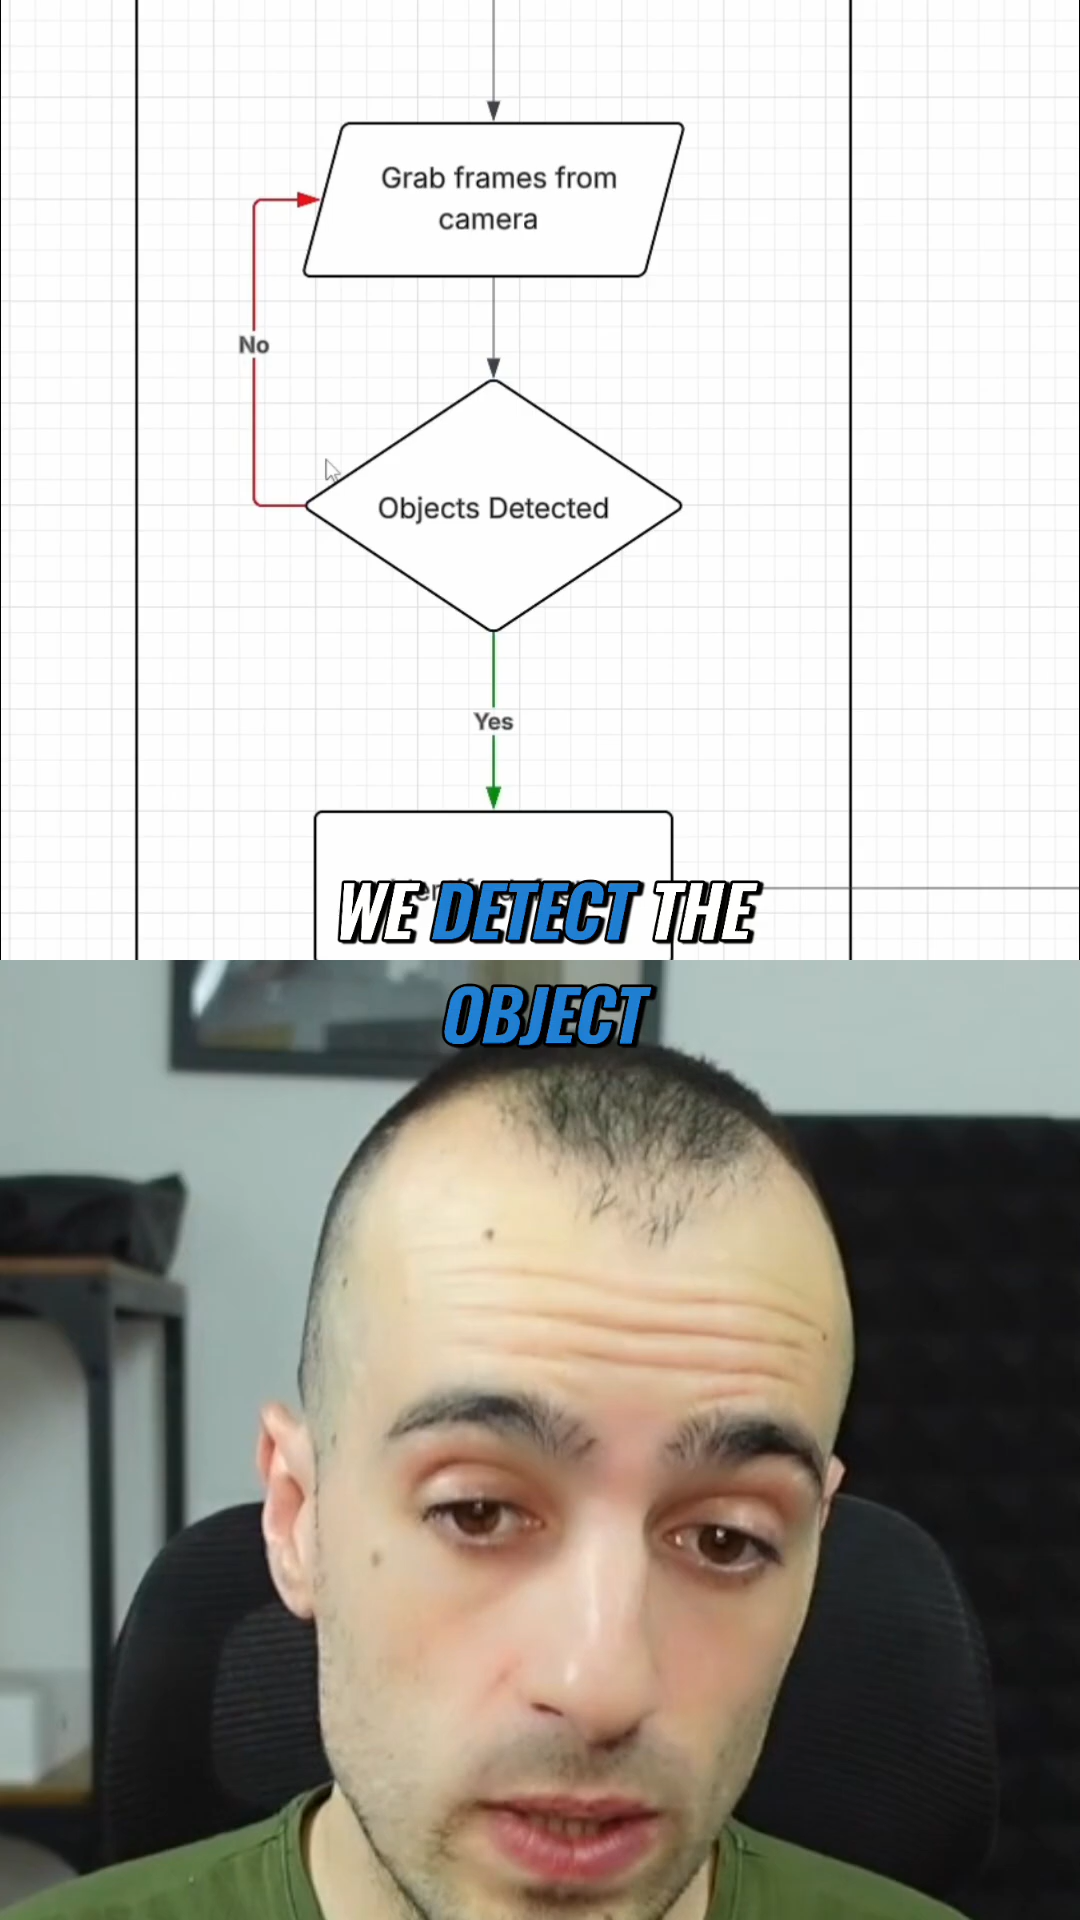 Grab frames from
camera
No
Objects Detected
Yes
WE DETECT THE
OBJECT